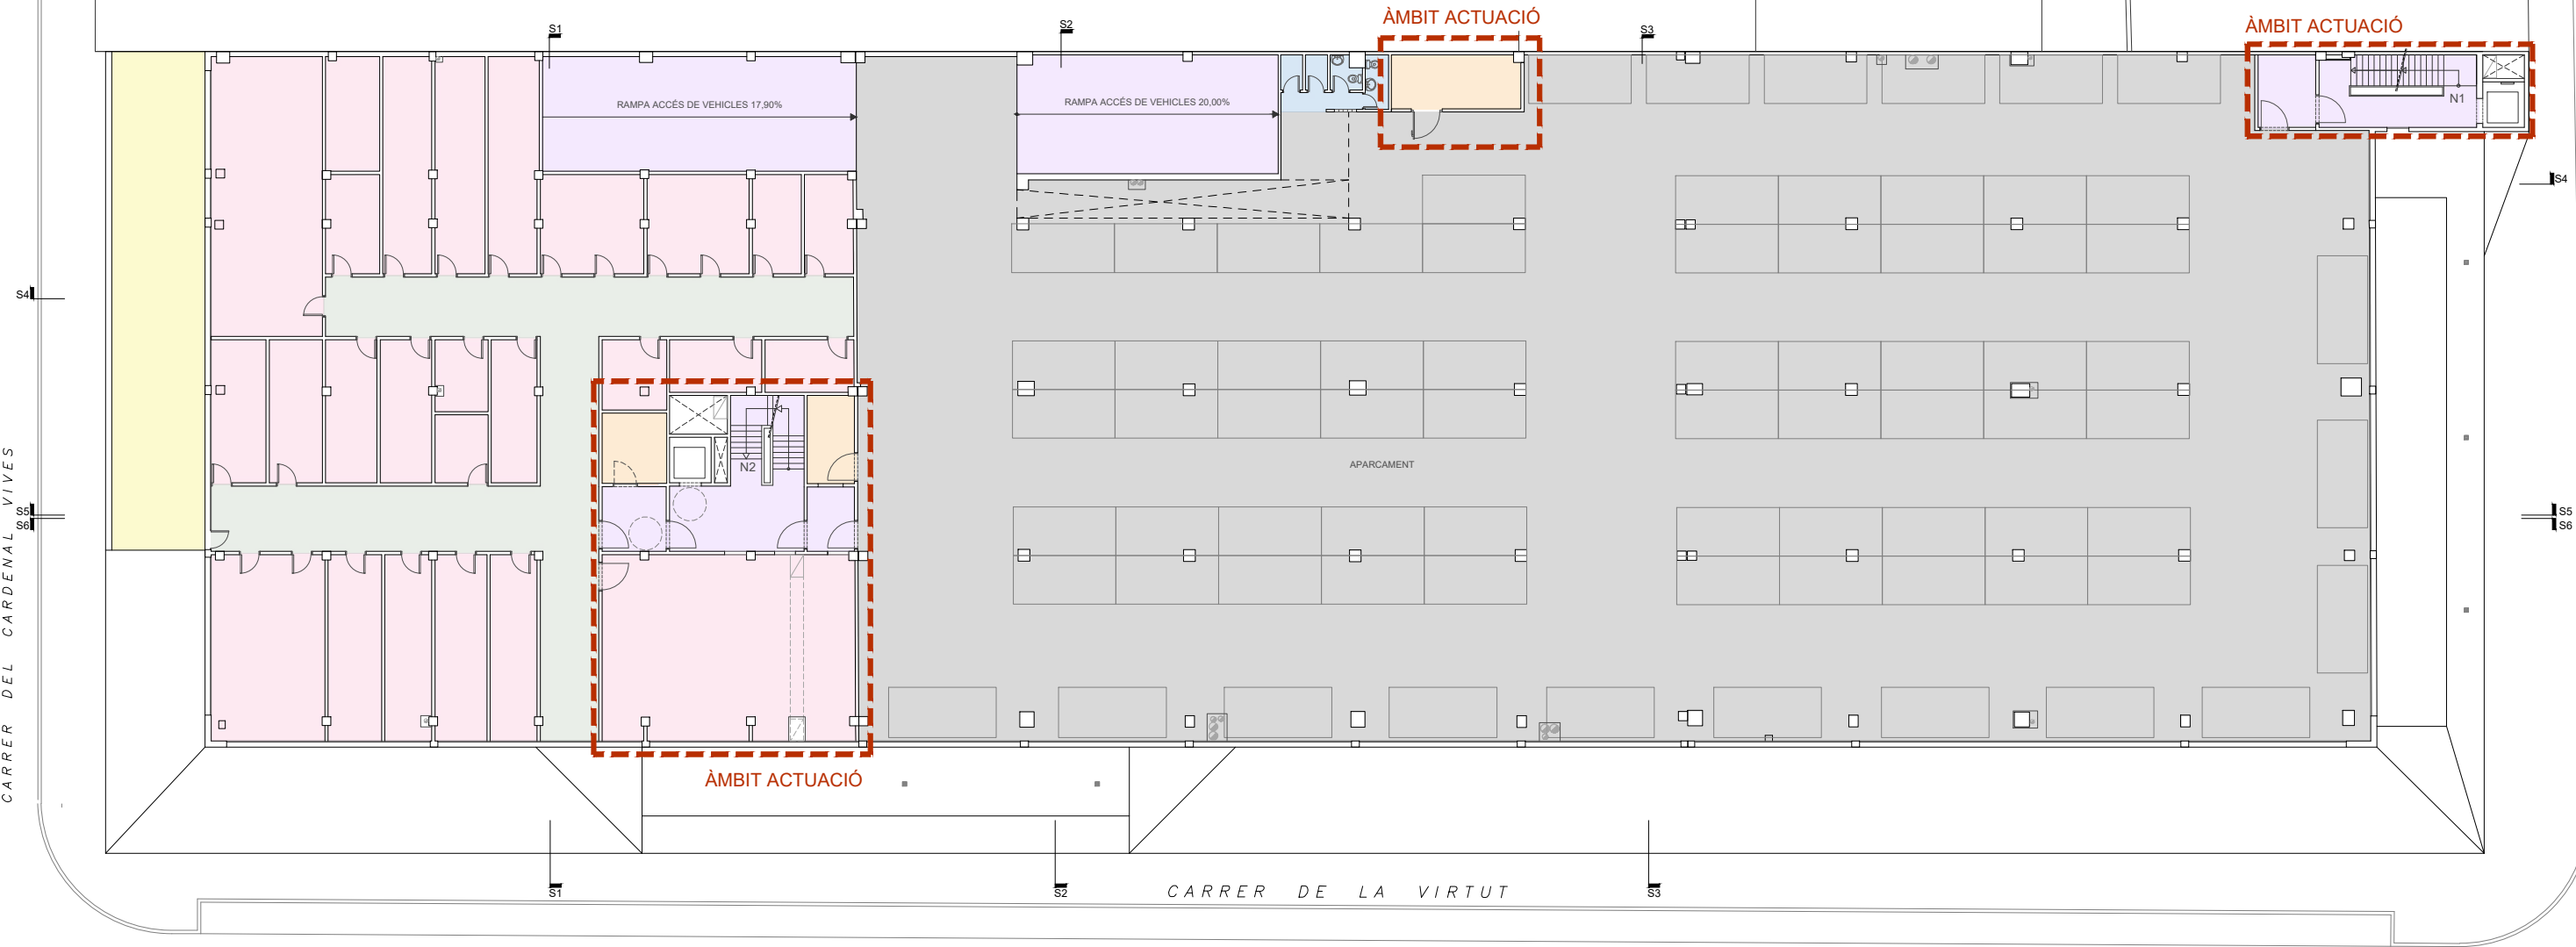 ÀMBIT ACTUACIÓ
ÀMBIT ACTUACIÓ
S1
S2
S3
RAMPA ACCÉS DE VEHICLES 17,90%
RAMPA ACCÉS DE VEHICLES 20,00%
N1
S4
S4
N2
APARCAMENT
S5
S6
S5
S6
CARRER DEL CARDENAL VIVES
ÀMBIT ACTUACIÓ
S1
S2
CARRER DE LA VIRTUT
S3